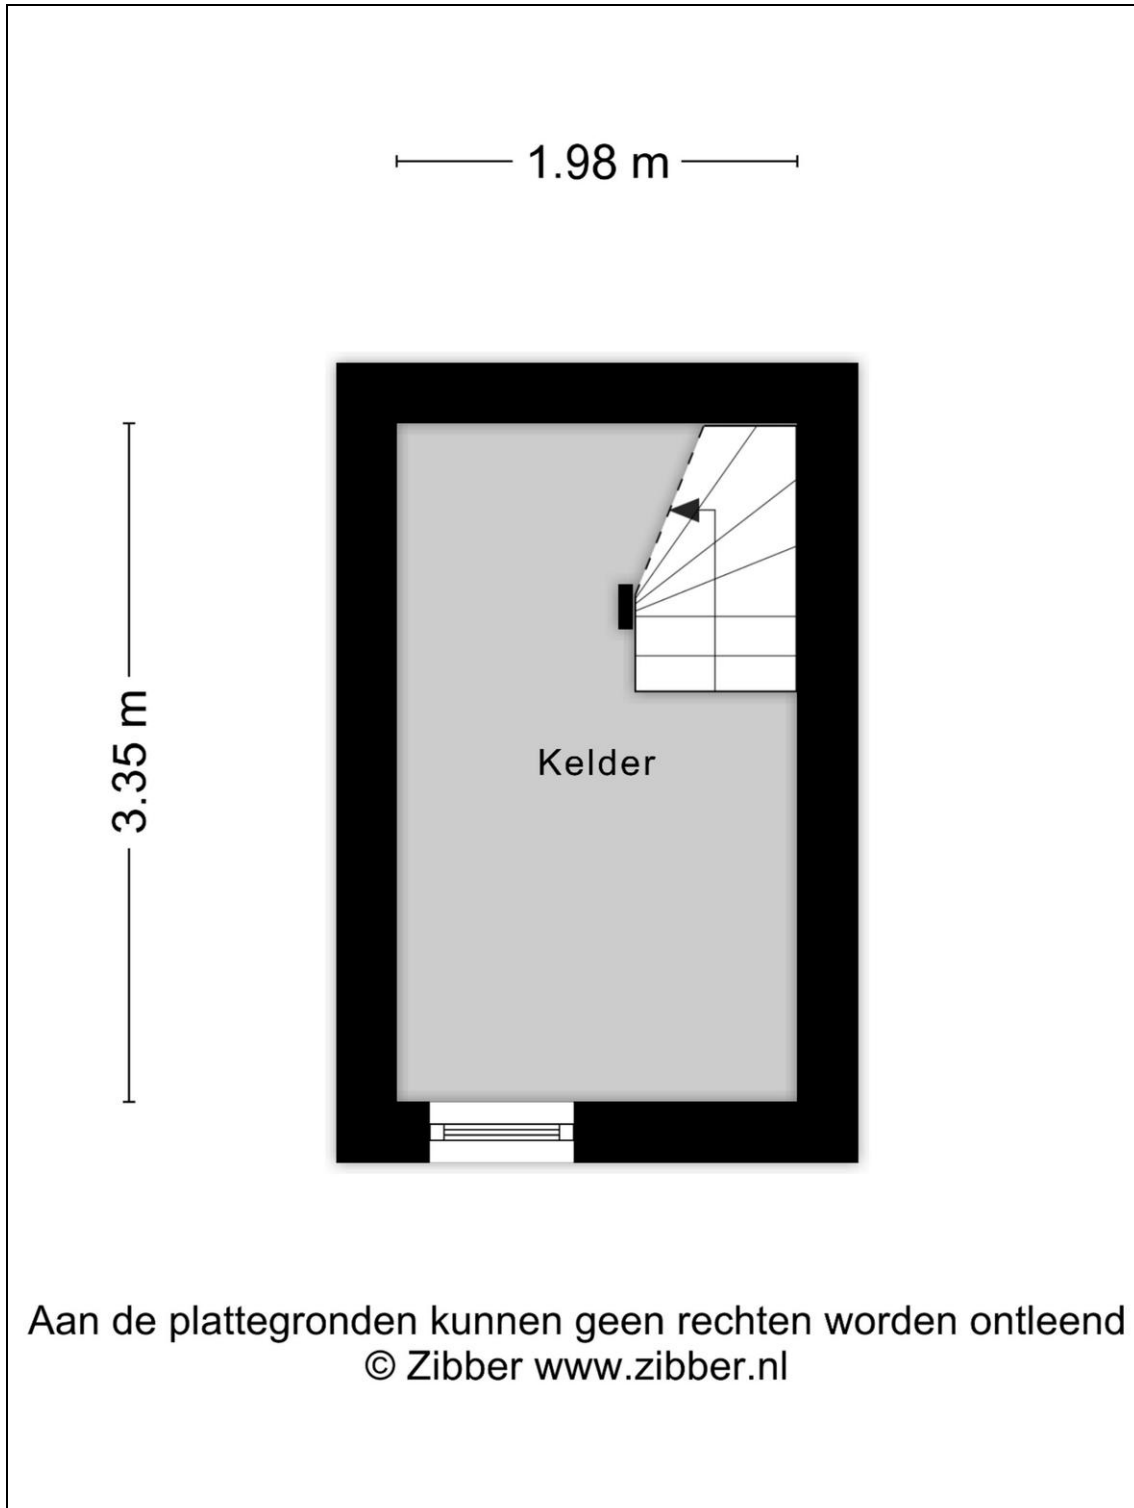 1.98 m
3.35 m
Kelder
Aan de plattegronden kunnen geen rechten worden ontleend
© Zibber www.zibber.nl